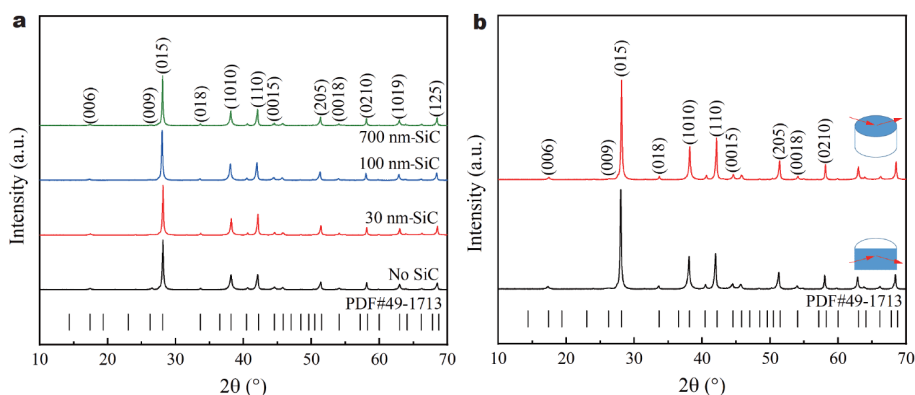 a
Intensity (a.u.)
(006)
(009)
(015)
(018)
(1010)
(110)
(0015)
(205)
(0018)
(0210)
(1019)
(125)
700 nm-SiC
100 nm-SiC
30 nm-SiC
No SiC
PDF#49-1713
10 20 30 40 50 60 70
2θ (°)
b
Intensity (a.u.)
(006)
(009)
(015)
(018)
(1010)
(110)
(0015)
(205)
(0018)
(0210)
PDF#49-1713
10 20 30 40 50 60 70
2θ (°)